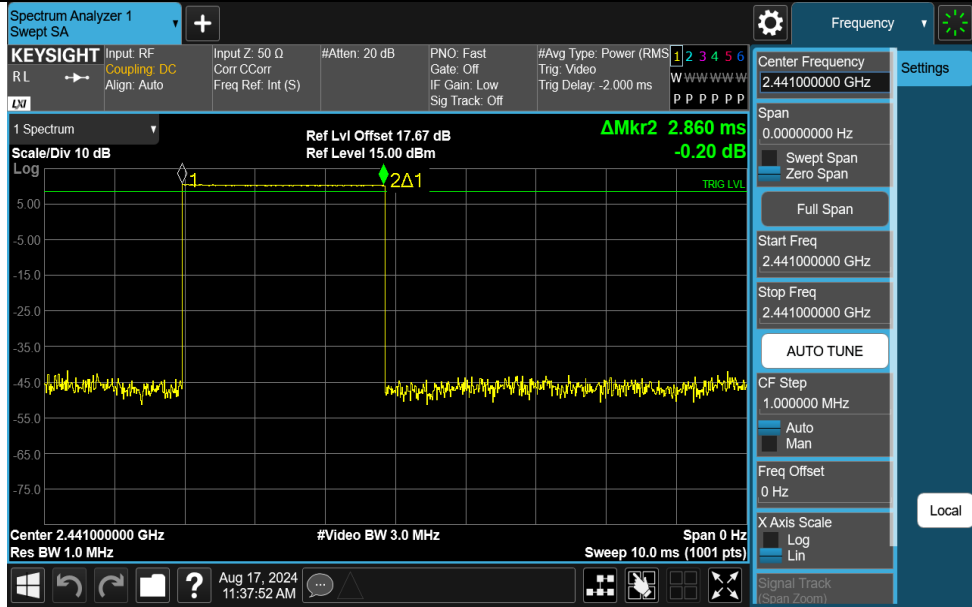 Spectrum Analyzer 1
Swept SA
+
Frequency
KEYSIGHT
RL
LXI
Input: RF
Coupling: DC
Align: Auto
Input Z: 50 Ω
Corr CCorr
Freq Ref: Int (S)
#Atten: 20 dB
PNO: Fast
Gate: Off
IF Gain: Low
Sig Track: Off
#Avg Type: Power (RMS
Trig: Video
Trig Delay: -2.000 ms
1 2 3 4 5 6
W W W W W W
P P P P P P
1 Spectrum
Scale/Div 10 dB
Log
Ref Lvl Offset 17.67 dB
Ref Level 15.00 dBm
ΔMkr2 2.860 ms
-0.20 dB
1
2Δ1
TRIG LVL
5.00
-5.00
-15.0
-25.0
-35.0
-45.0
-55.0
-65.0
-75.0
Center 2.441000000 GHz
Res BW 1.0 MHz
#Video BW 3.0 MHz
Span 0 Hz
Sweep 10.0 ms (1001 pts)
Center Frequency
2.441000000 GHz
Span
0.00000000 Hz
Swept Span
Zero Span
Full Span
Start Freq
2.441000000 GHz
Stop Freq
2.441000000 GHz
AUTO TUNE
CF Step
1.000000 MHz
Auto
Man
Freq Offset
0 Hz
X Axis Scale
Log
Lin
Signal Track
(Span Zoom)
Settings
Local
?
Aug 17, 2024
11:37:52 AM